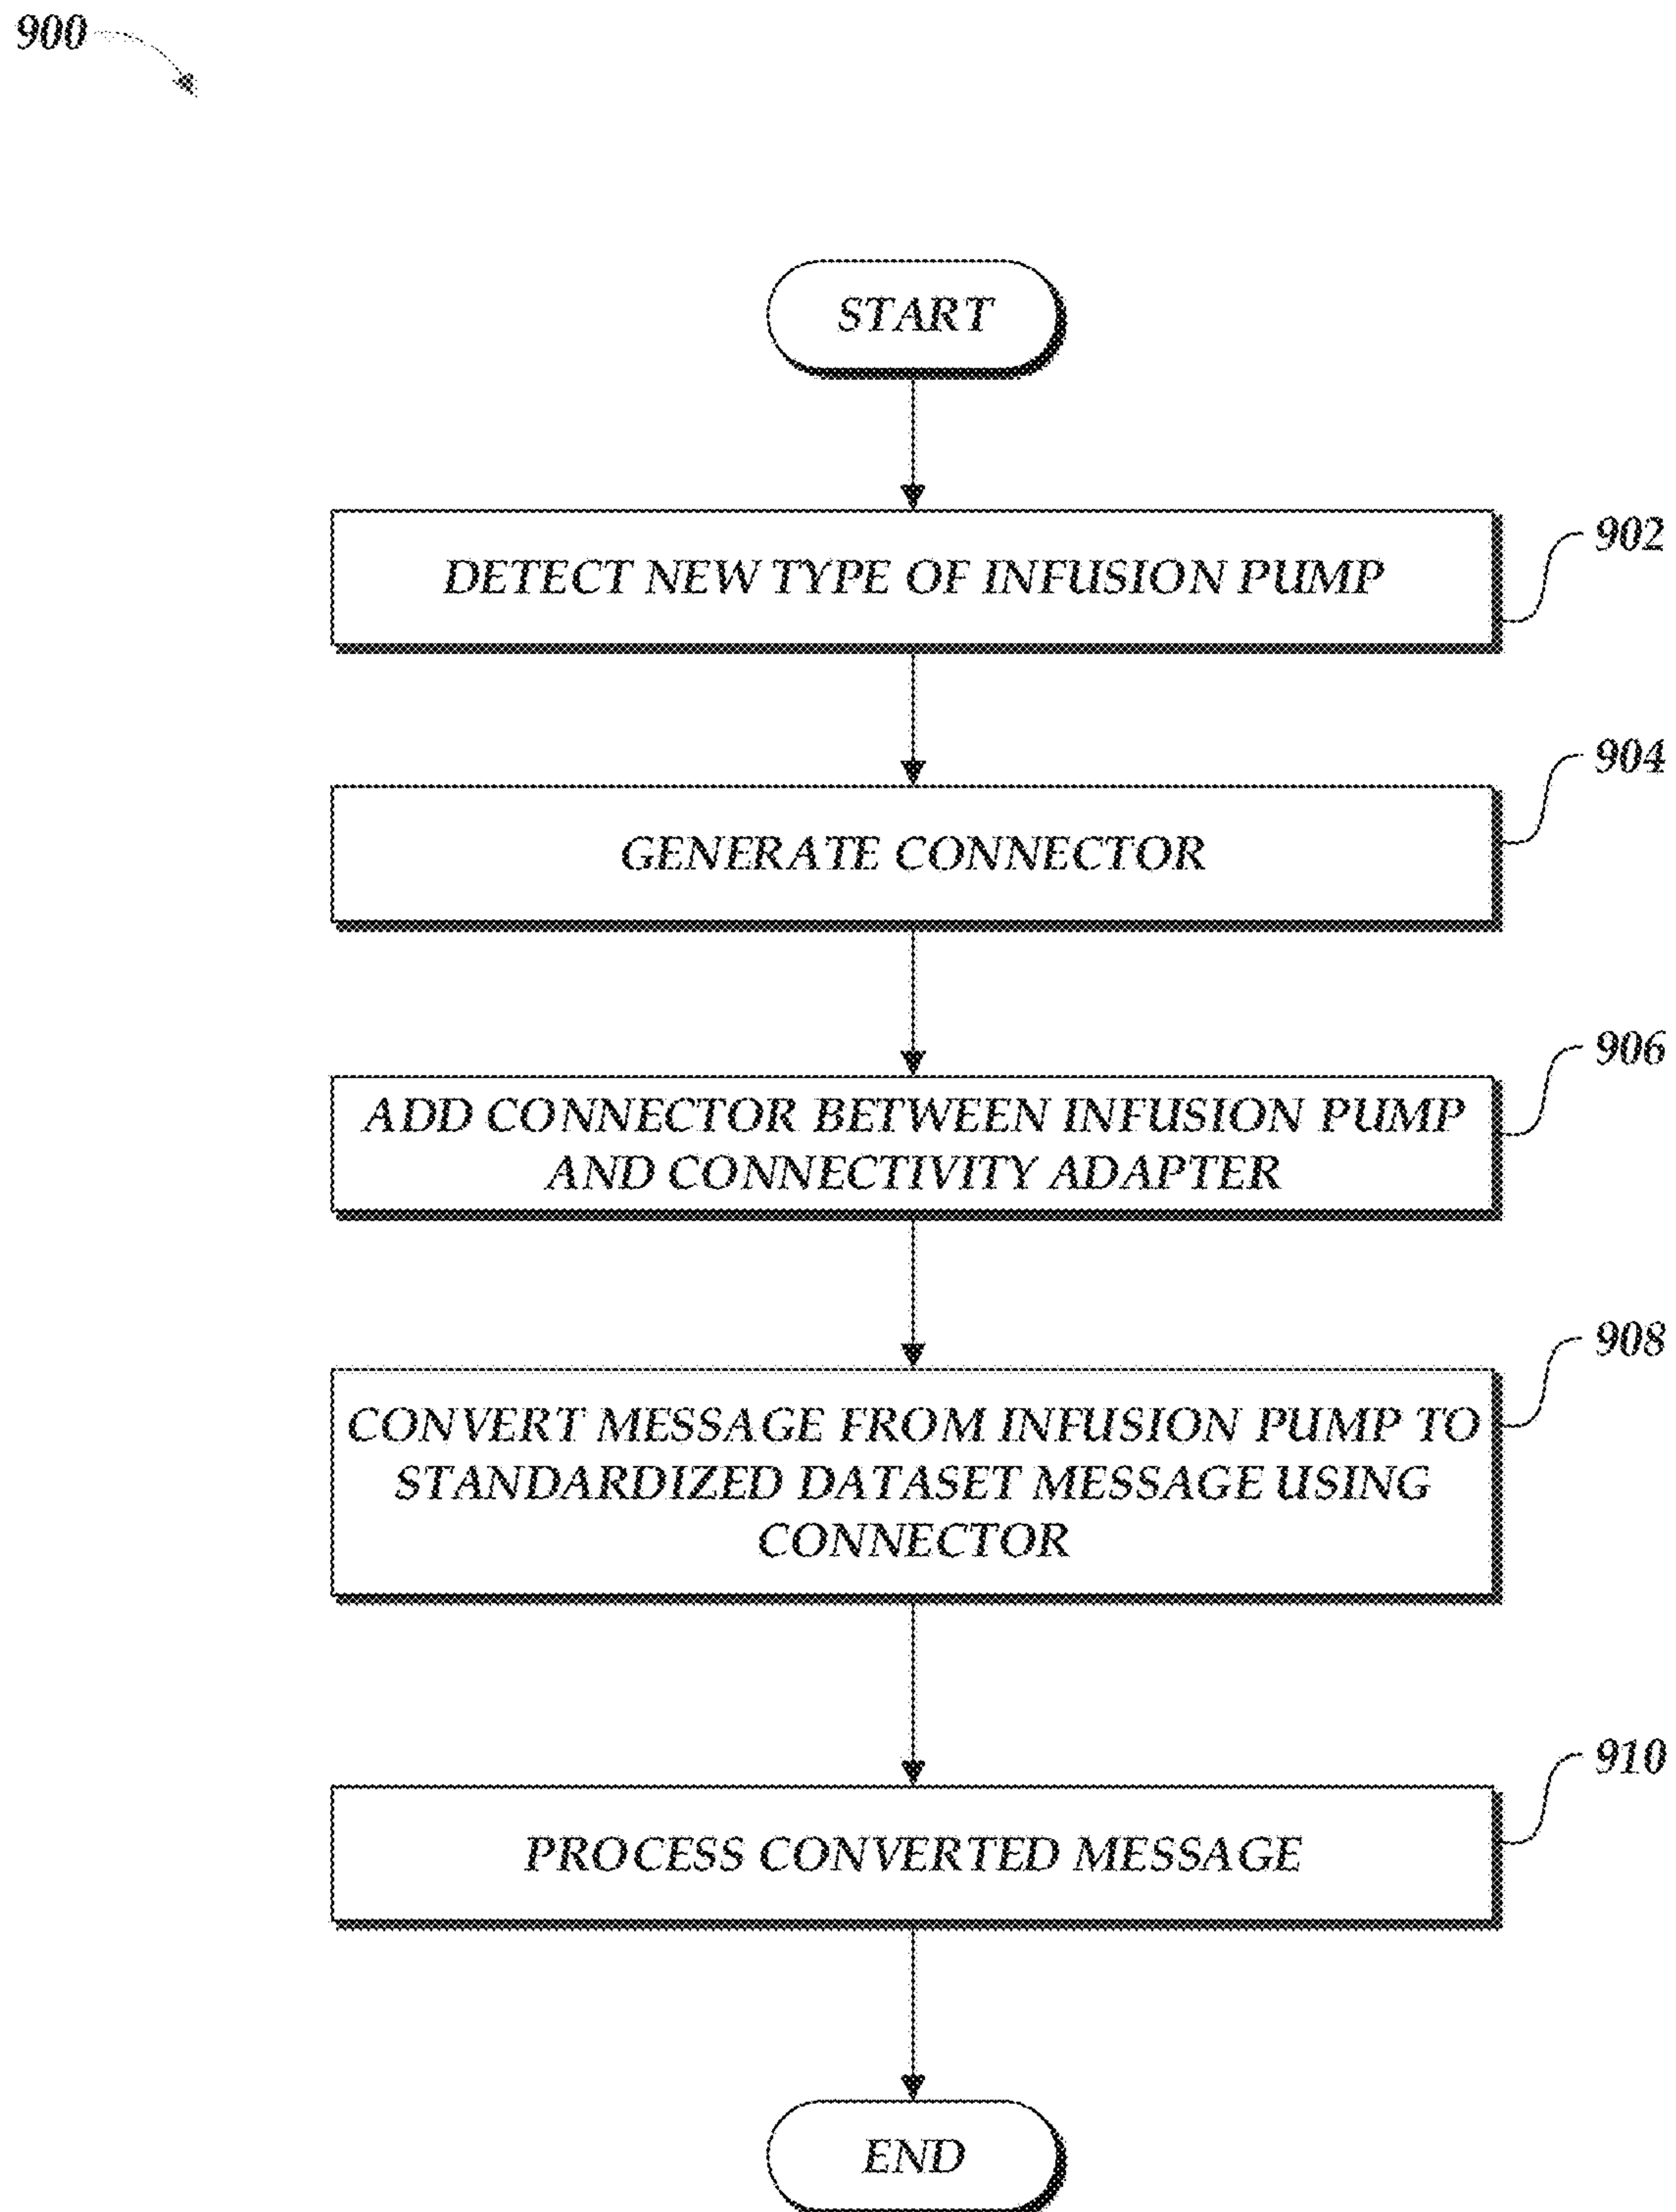 900
START
DETECT NEW TYPE OF INFUSION PUMP
902
GENERATE CONNECTOR
904
ADD CONNECTOR BETWEEN INFUSION PUMP
AND CONNECTIVITY ADAPTER
906
CONVERT MESSAGE FROM INFUSION PUMP TO
STANDARDIZED DATASET MESSAGE USING
CONNECTOR
908
PROCESS CONVERTED MESSAGE
910
END